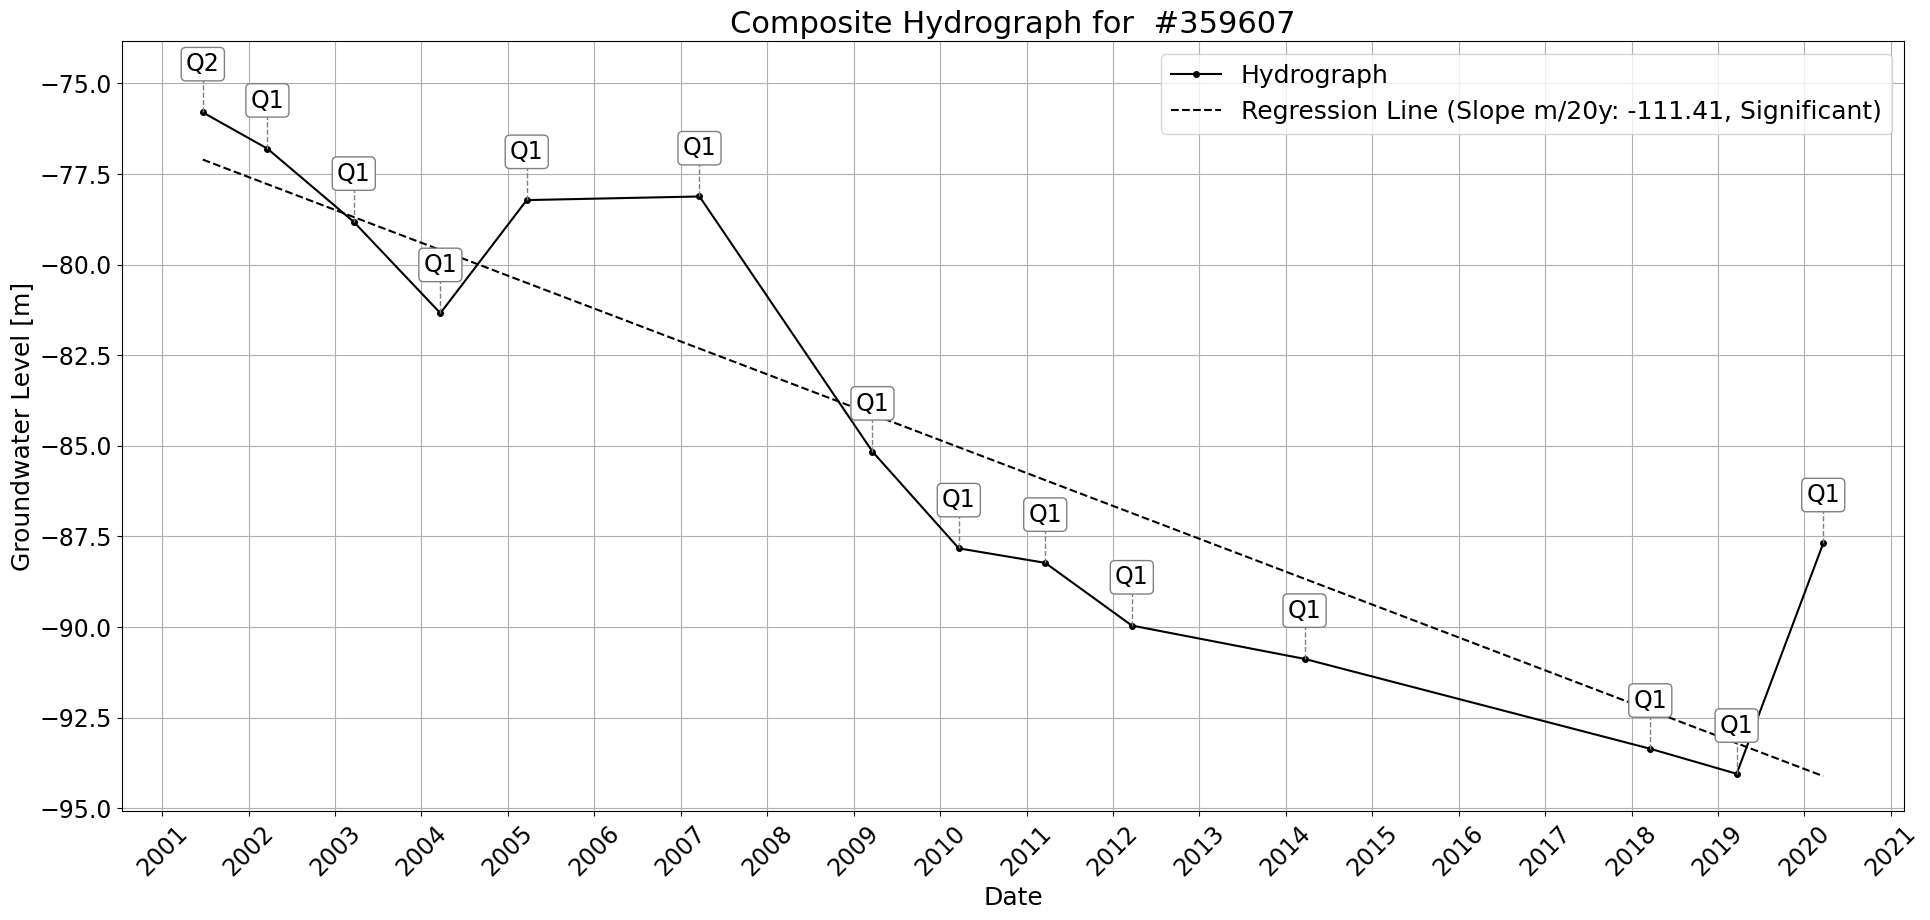 Composite Hydrograph for  #359607
Hydrograph
Regression Line (Slope m/20y: -111.41, Significant)
Q2
Q1
Q1
Q1
Q1
Q1
Q1
Q1
Q1
Q1
Q1
Q1
Q1
Q1
Groundwater Level [m]
−75.0
−77.5
−80.0
−82.5
−85.0
−87.5
−90.0
−92.5
−95.0
2001
2002
2003
2004
2005
2006
2007
2008
2009
2010
2011
2012
2013
2014
2015
2016
2017
2018
2019
2020
2021
Date